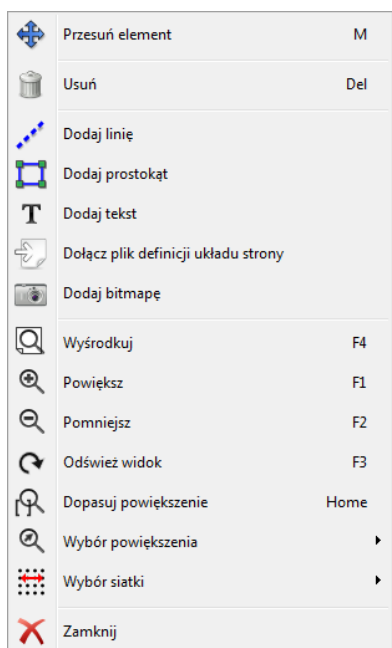 Przesuń element M
Usuń Del
Dodaj linię
Dodaj prostokąt
T Dodaj tekst
Dołącz plik definicji układu strony
Dodaj bitmapę
Wyśrodkuj F4
Powiększ F1
Pomniejsz F2
Odśwież widok F3
Dopasuj powiększenie Home
Wybór powiększenia
Wybór siatki
Zamknij